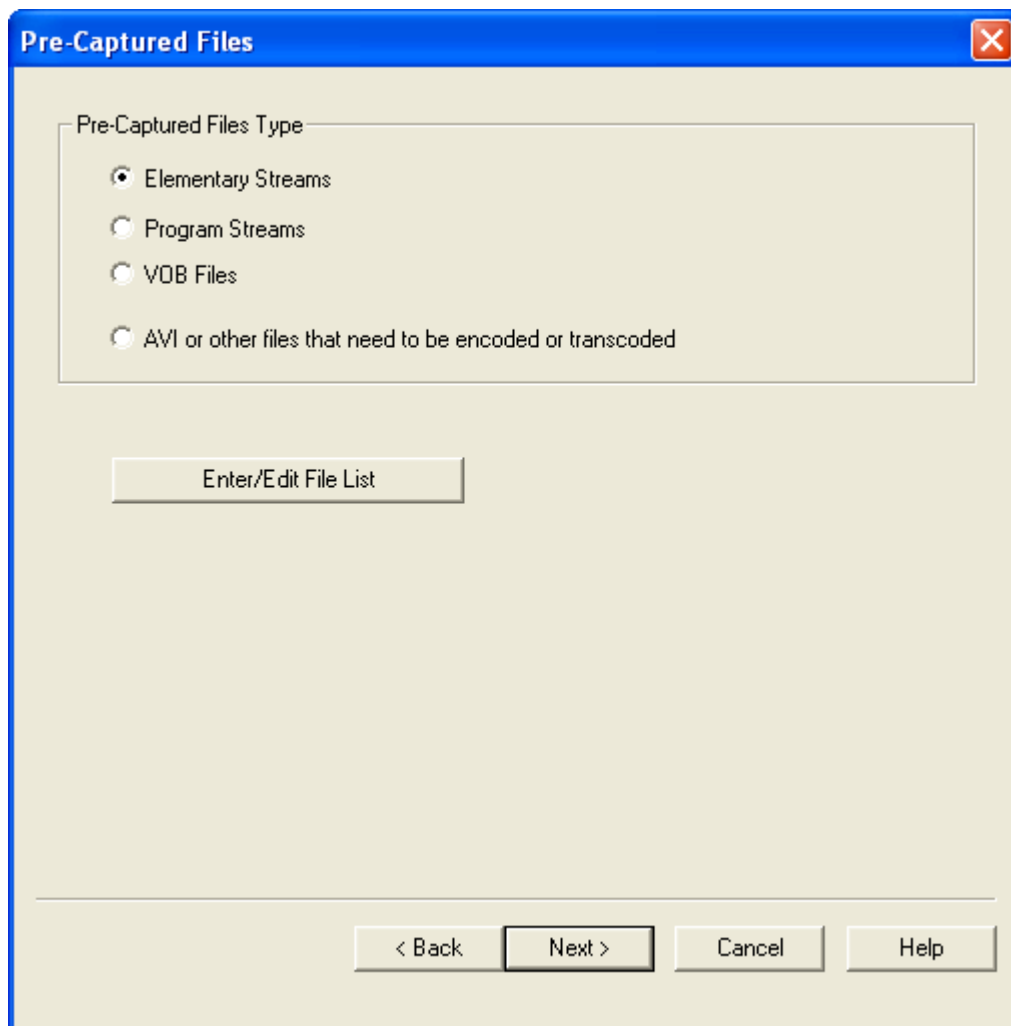 Pre-Captured Files
Pre-Captured Files Type
Elementary Streams
Program Streams
VOB Files
AVI or other files that need to be encoded or transcoded
Enter/Edit File List
< Back Next > Cancel Help